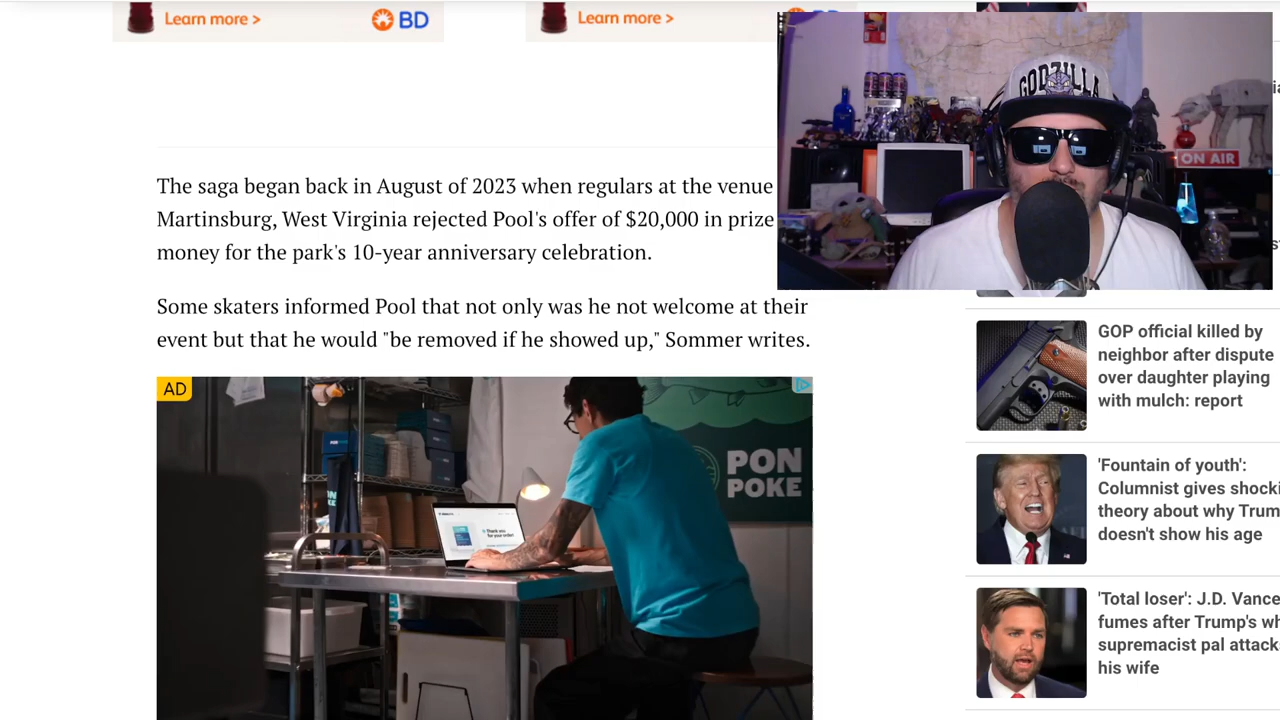 Learn more >
BD
Learn more >
GODZILLA
ON AIR
The saga began back in August of 2023 when regulars at the venue
Martinsburg, West Virginia rejected Pool's offer of $20,000 in prize
money for the park's 10-year anniversary celebration.
Some skaters informed Pool that not only was he not welcome at their
event but that he would "be removed if he showed up," Sommer writes.
AD
PON
POKE
Thank you
for your order!
GOP official killed by
neighbor after dispute
over daughter playing
with mulch: report
'Fountain of youth':
Columnist gives shocki
theory about why Trum
doesn't show his age
'Total loser': J.D. Vance
fumes after Trump's wh
supremacist pal attack
his wife